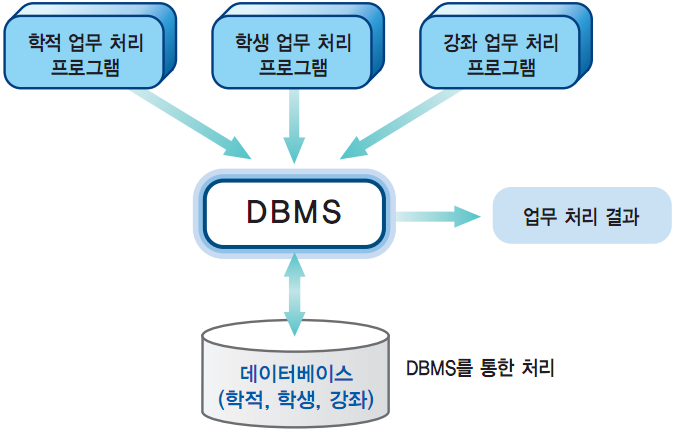 학적 업무 처리
프로그램
학생 업무 처리
프로그램
강좌 업무 처리
프로그램
DBMS
업무 처리 결과
데이터베이스
(학적, 학생, 강좌)
DBMS를 통한 처리